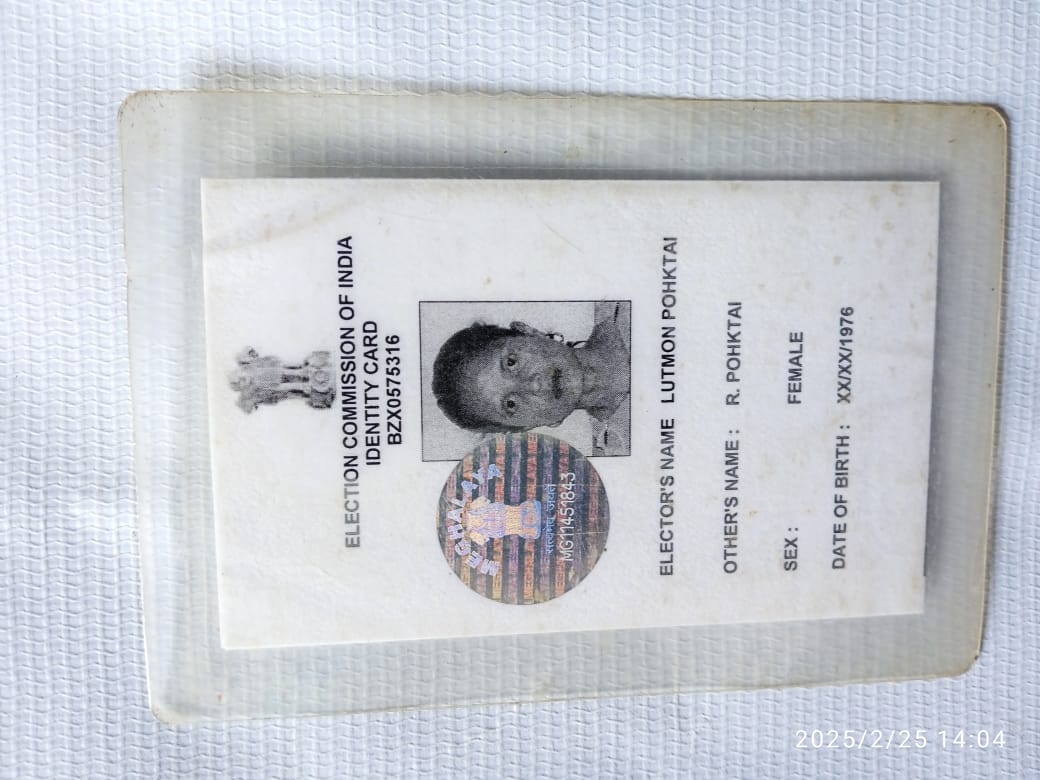 ELECTION COMMISSION OF INDIA
IDENTITY CARD
BZX0575316
MEGHALAYA
सत्यमेव जयते
MG11451843
ELECTOR'S NAME LUTMON POHKTAI
OTHER'S NAME : R. POHKTAI
SEX : FEMALE
DATE OF BIRTH : XX/XX/1976
2025/2/25 14:04